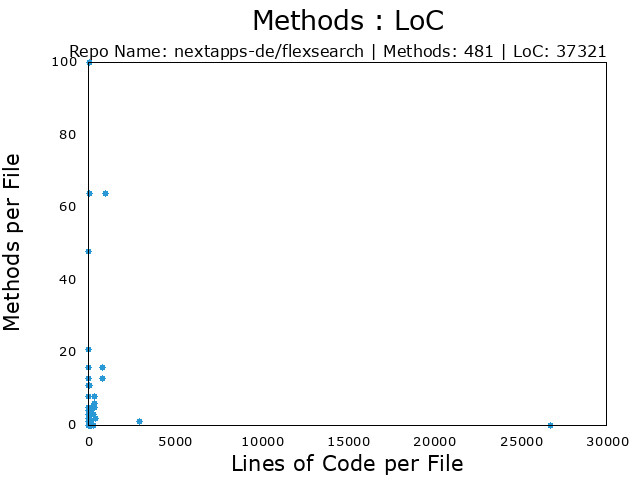 Methods : LoC
Repo Name: nextapps-de/flexsearch | Methods: 481 | LoC: 37321
100
80
60
40
20
0
Methods per File
0 5000 10000 15000 20000 25000 30000
Lines of Code per File